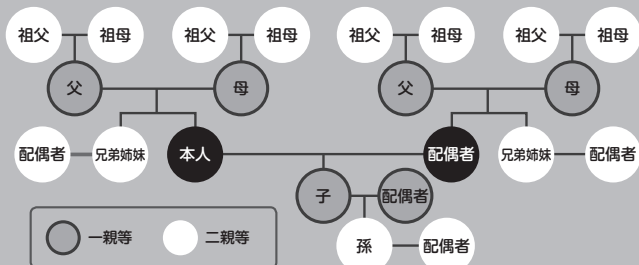 祖父 祖母 祖父 祖母 祖父 祖母 祖父 祖母
父 母 父 母
配偶者 兄弟姉妹 本人 配偶者 兄弟姉妹 配偶者
子 配偶者
一親等 二親等
孫 配偶者